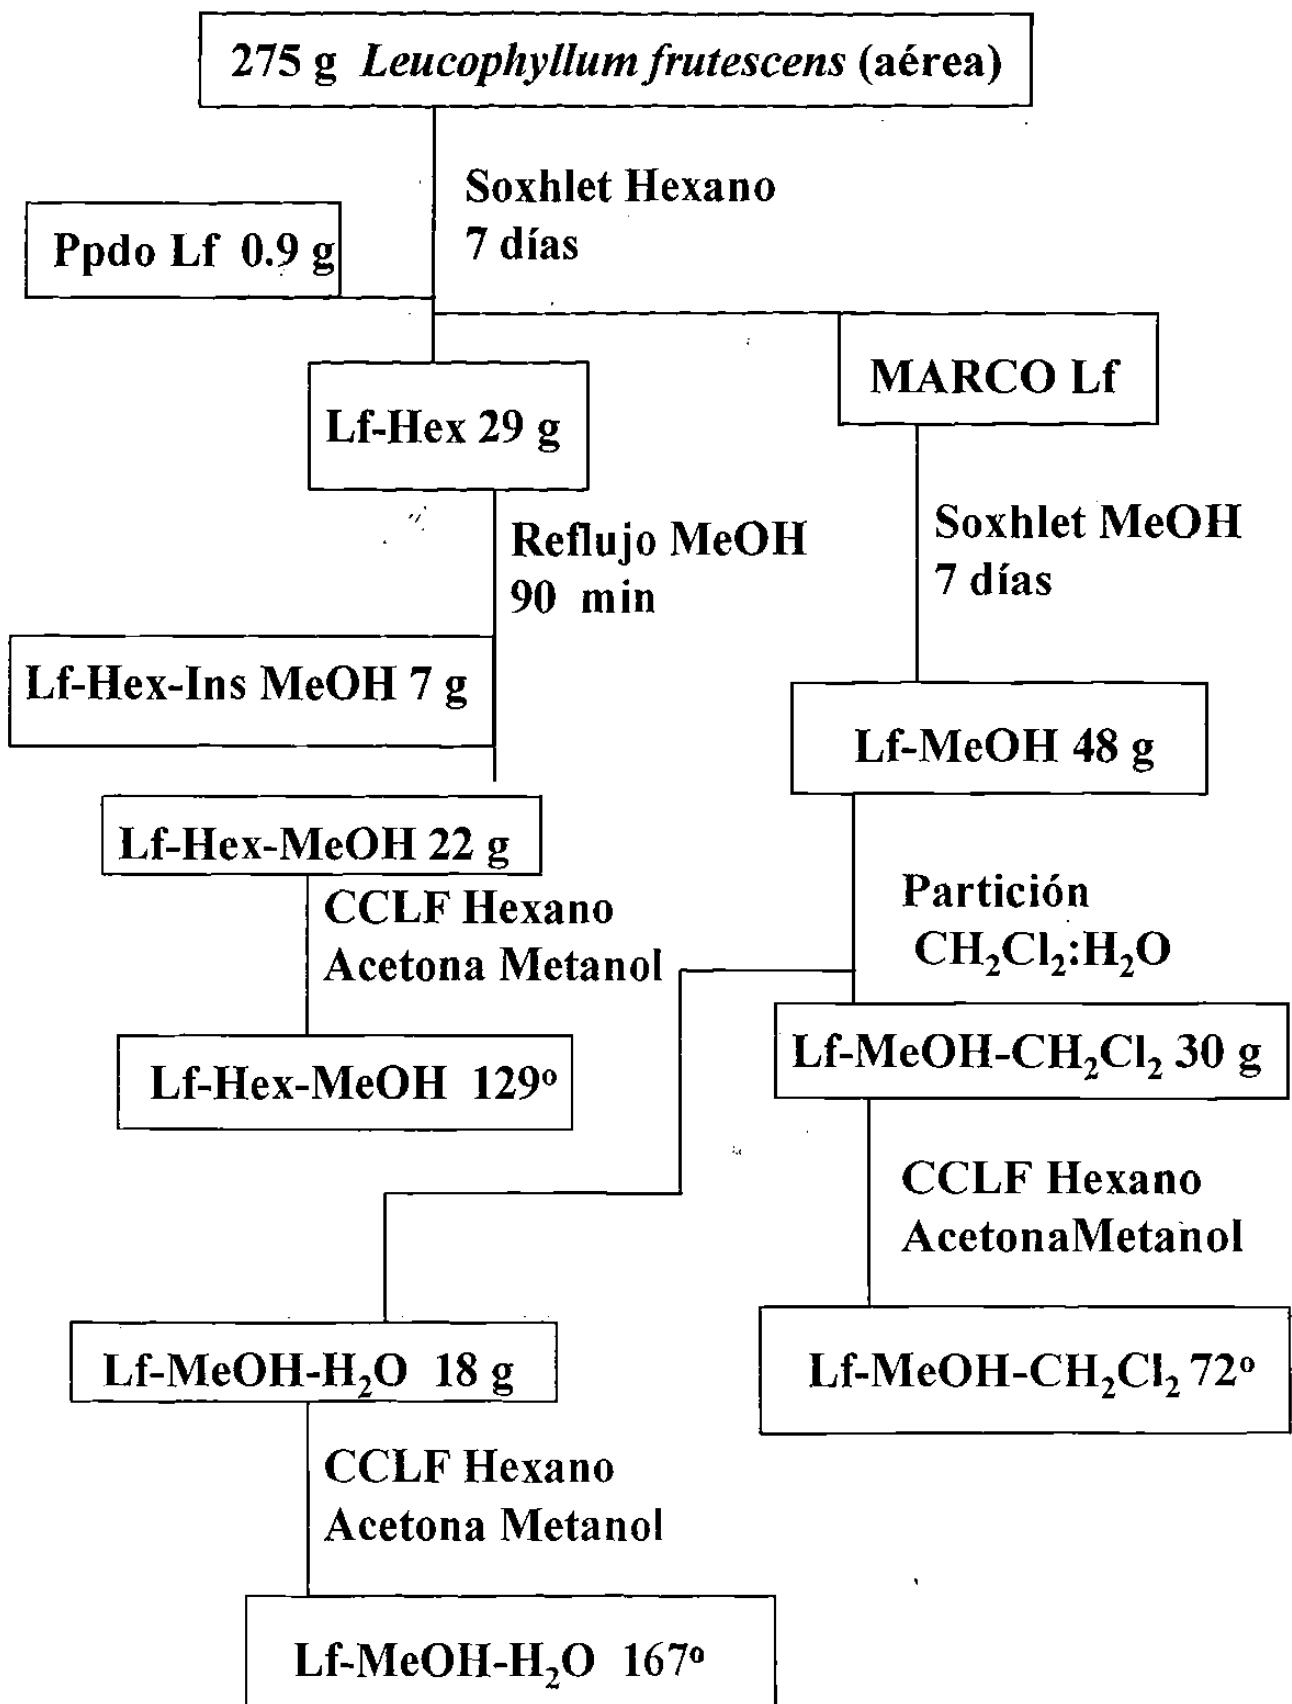 275 g Leucophyllum frutescens (aérea)
Soxhlet Hexano
7 días
Ppdo Lf 0.9 g
MARCO Lf
Lf-Hex 29 g
Soxhlet MeOH
7 días
Reflujo MeOH
90 min
Lf-Hex-Ins MeOH 7 g
Lf-MeOH 48 g
Lf-Hex-MeOH 22 g
Partición
CH₂Cl₂:H₂O
CCLF Hexano
Acetona Metanol
Lf-MeOH-CH₂Cl₂ 30 g
Lf-Hex-MeOH 129º
CCLF Hexano
AcetonaMetanol
Lf-MeOH-H₂O 18 g
Lf-MeOH-CH₂Cl₂ 72º
CCLF Hexano
Acetona Metanol
Lf-MeOH-H₂O 167º